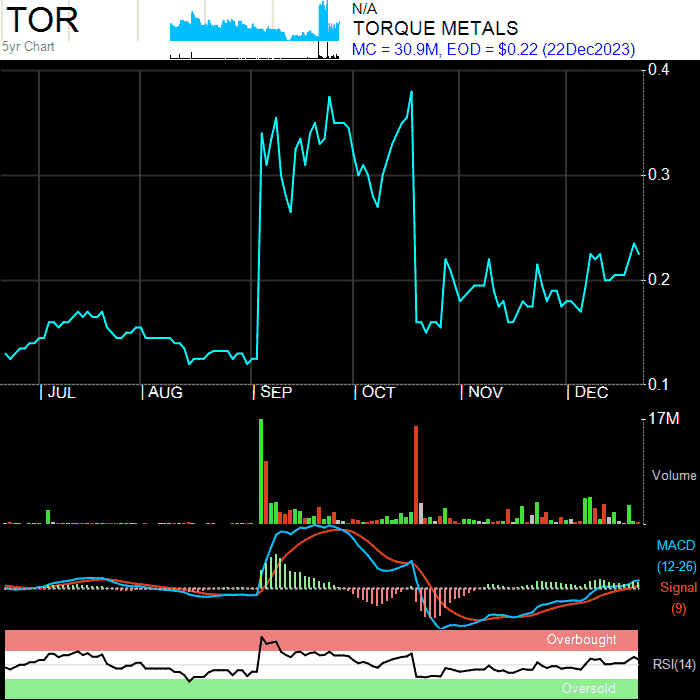 TOR
5yr Chart
N/A
TORQUE METALS
MC = 30.9M, EOD = $0.22 (22Dec2023)
0.4
0.3
0.2
0.1
| JUL | AUG | SEP | OCT | NOV | DEC
17M
Volume
MACD
(12-26)
Signal
(9)
Overbought
RSI(14)
Oversold